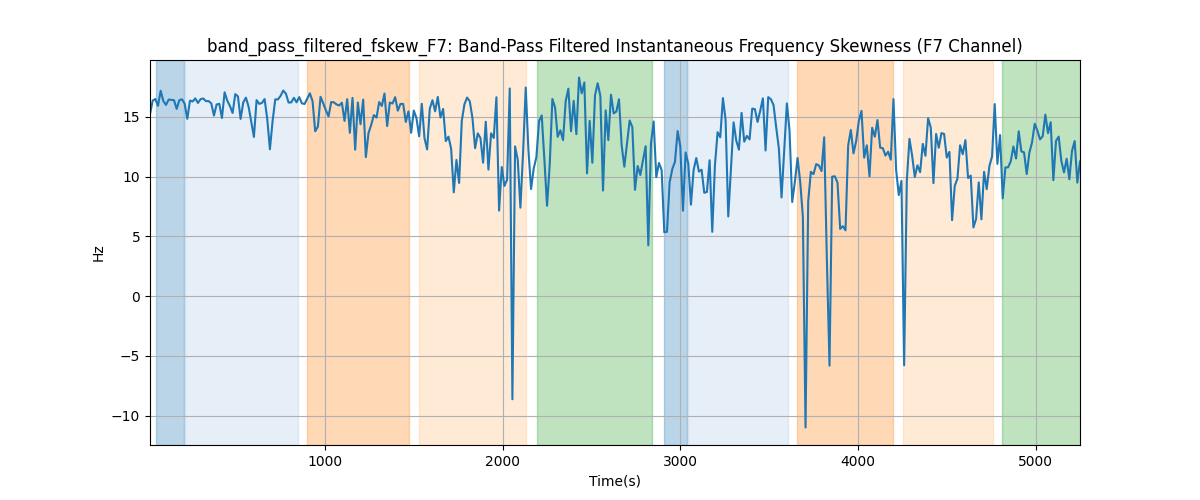 band_pass_filtered_fskew_F7: Band-Pass Filtered Instantaneous Frequency Skewness (F7 Channel)
15
10
5
0
−5
−10
Hz
1000 2000 3000 4000 5000
Time(s)